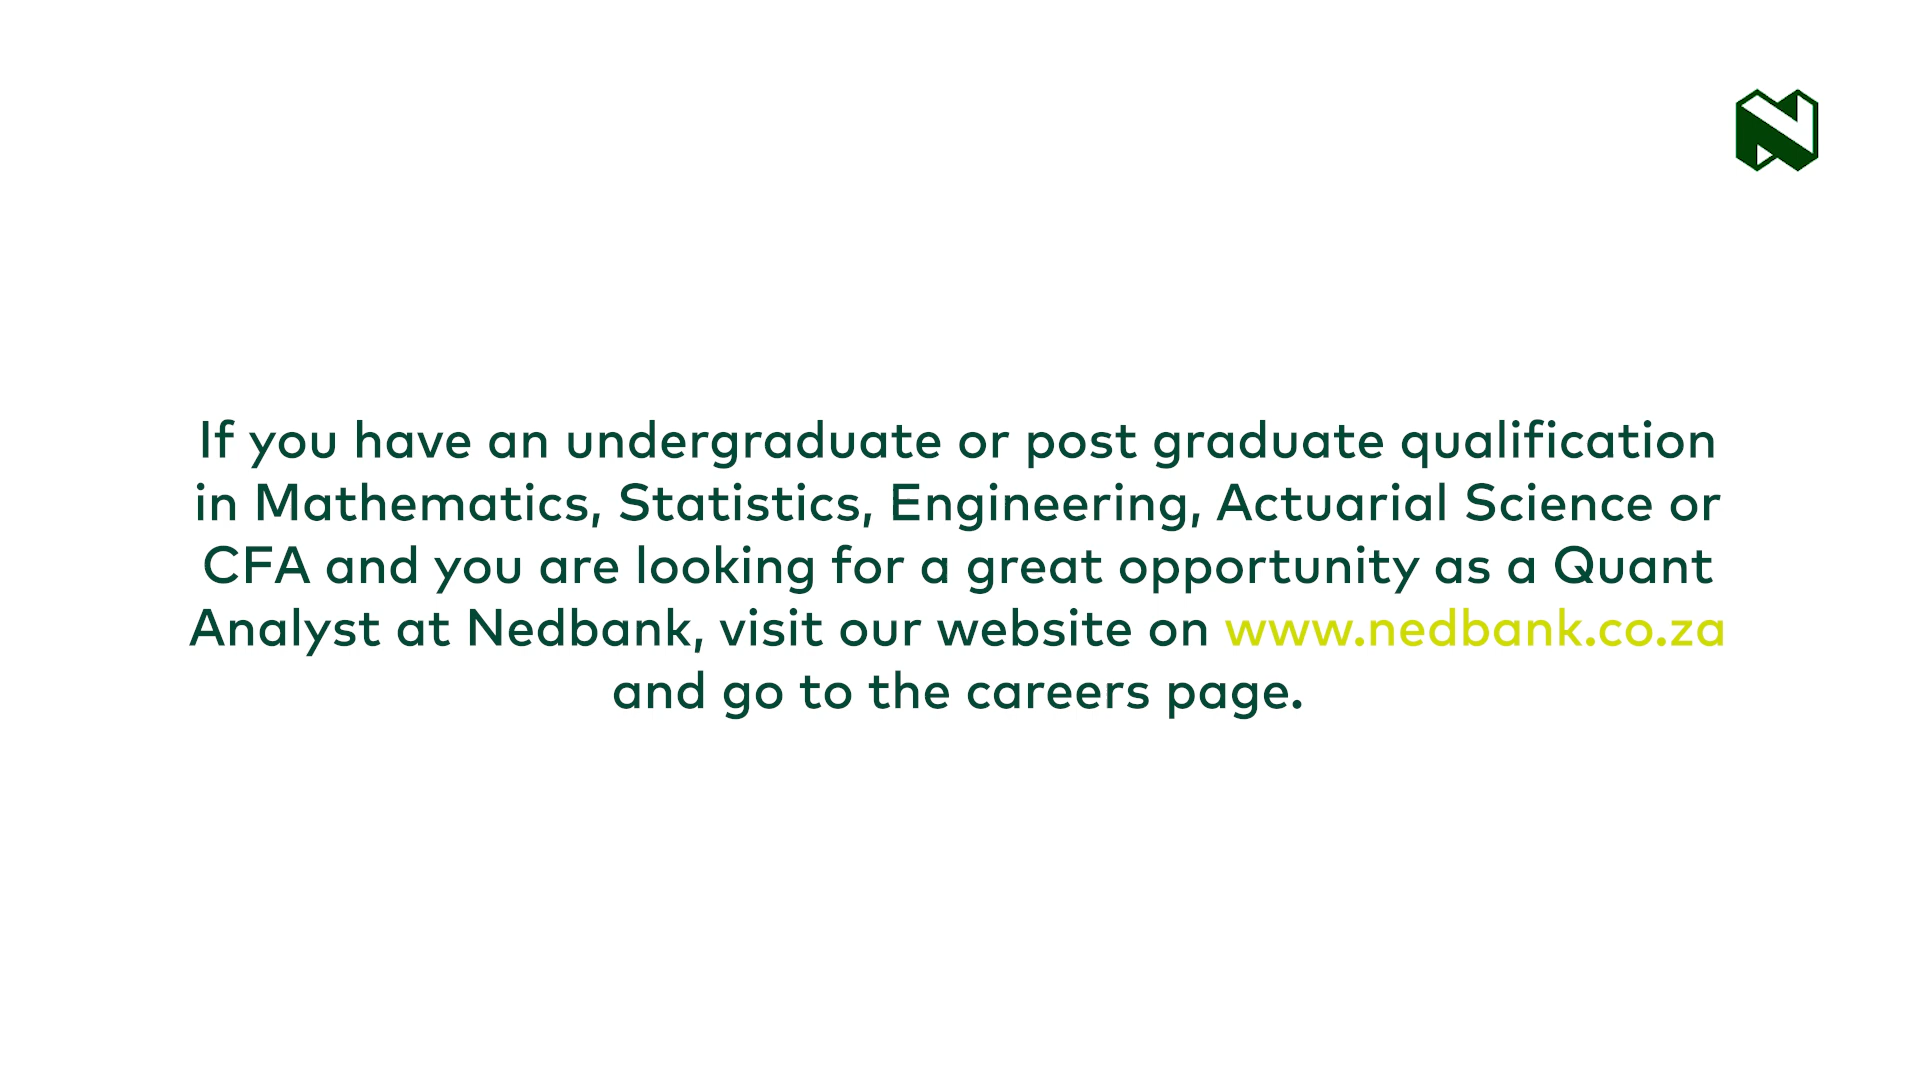 If you have an undergraduate or post graduate qualification
in Mathematics, Statistics, Engineering, Actuarial Science or
CFA and you are looking for a great opportunity as a Quant
Analyst at Nedbank, visit our website on www.nedbank.co.za
and go to the careers page.